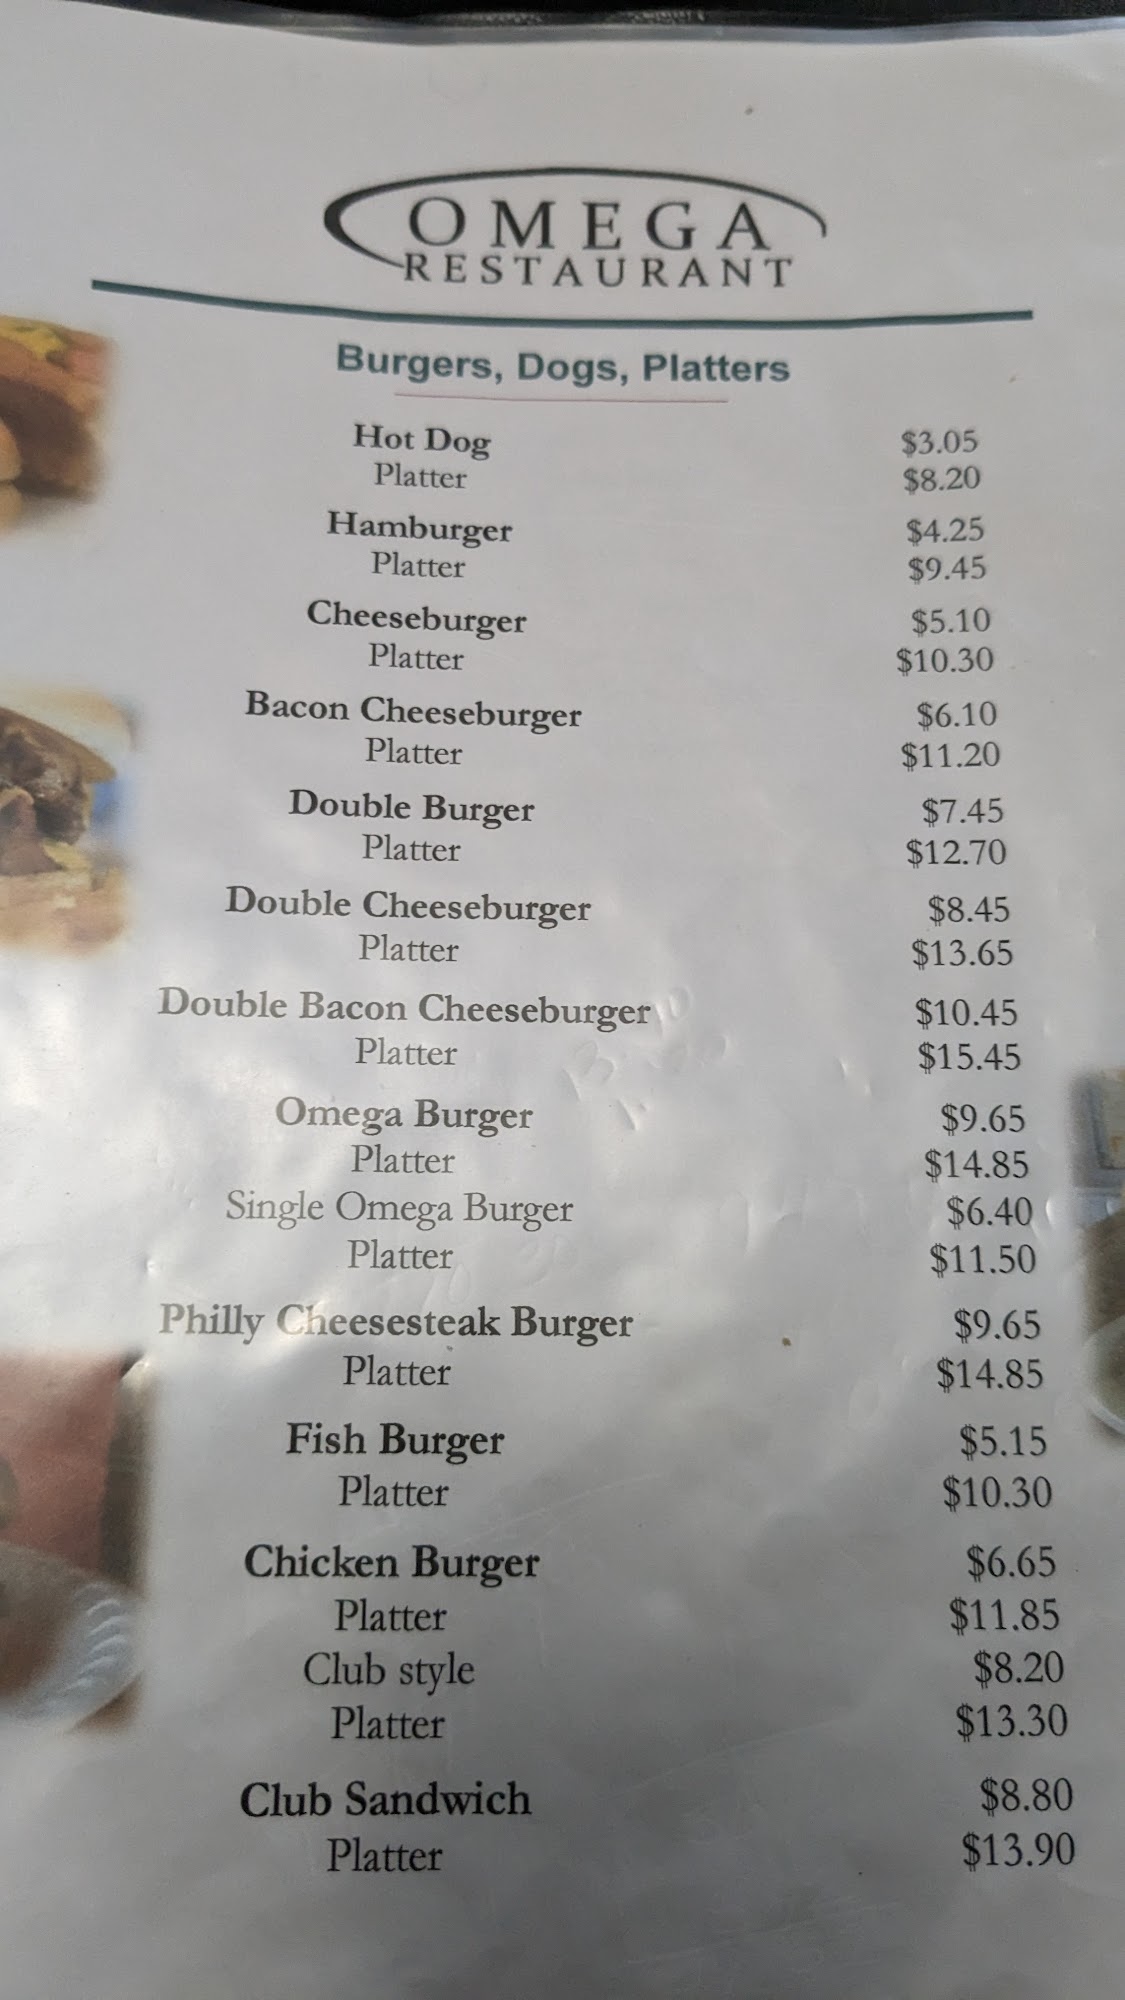 OMEGA
RESTAURANT
Burgers, Dogs, Platters
Hot Dog $3.05
Platter $8.20
Hamburger $4.25
Platter $9.45
Cheeseburger $5.10
Platter $10.30
Bacon Cheeseburger $6.10
Platter $11.20
Double Burger $7.45
Platter $12.70
Double Cheeseburger $8.45
Platter $13.65
Double Bacon Cheeseburger $10.45
Platter $15.45
Omega Burger $9.65
Platter $14.85
Single Omega Burger $6.40
Platter $11.50
Philly Cheesesteak Burger $9.65
Platter $14.85
Fish Burger $5.15
Platter $10.30
Chicken Burger $6.65
Platter $11.85
Club style $8.20
Platter $13.30
Club Sandwich $8.80
Platter $13.90